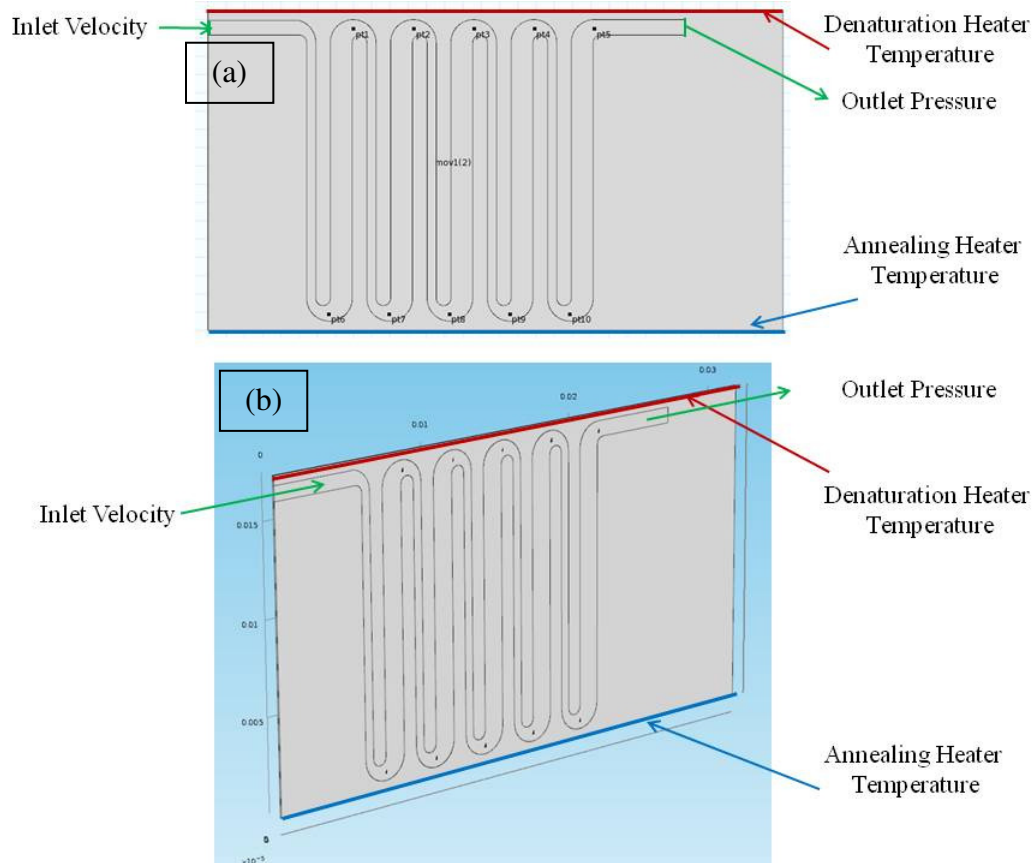 Inlet Velocity
(a)
pt1
pt2
pt3
pt4
pt5
mov1(2)
pt6
pt7
pt8
pt9
pt10
Denaturation Heater
Temperature
Outlet Pressure
Annealing Heater
Temperature
(b)
0
0.01
0.02
0.03
0.015
0.01
0.005
0
×10⁻⁵
Inlet Velocity
Outlet Pressure
Denaturation Heater
Temperature
Annealing Heater
Temperature